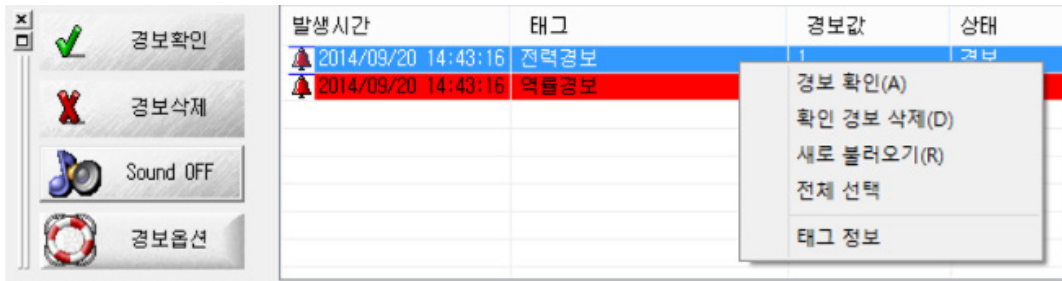 경보확인
경보삭제
Sound OFF
경보옵션
발생시간 태그 경보값 상태
2014/09/20 14:43:16 전력경보 1 경보
2014/09/20 14:43:16 역률경보
경보 확인(A)
확인 경보 삭제(D)
새로 불러오기(R)
전체 선택
태그 정보